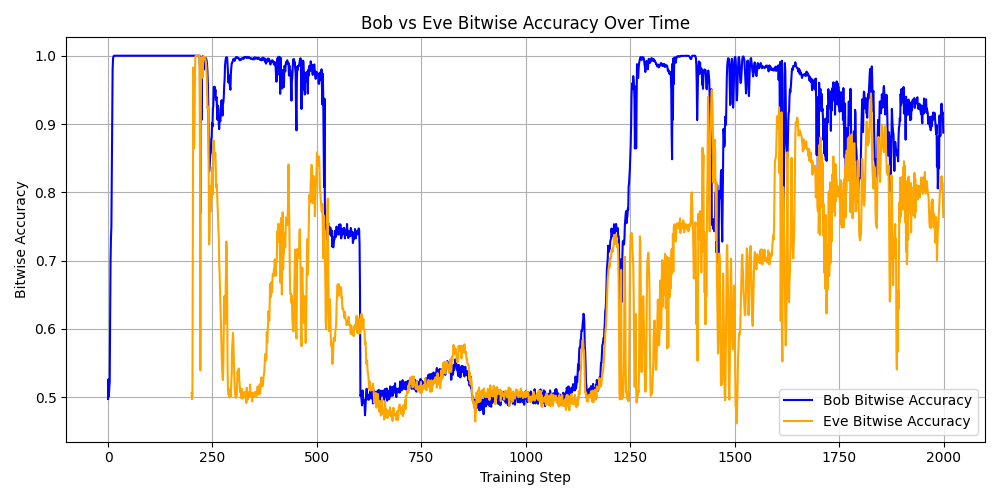 Bob vs Eve Bitwise Accuracy Over Time
Bitwise Accuracy
1.0
0.9
0.8
0.7
0.6
0.5
0 250 500 750 1000 1250 1500 1750 2000
Training Step
Bob Bitwise Accuracy
Eve Bitwise Accuracy